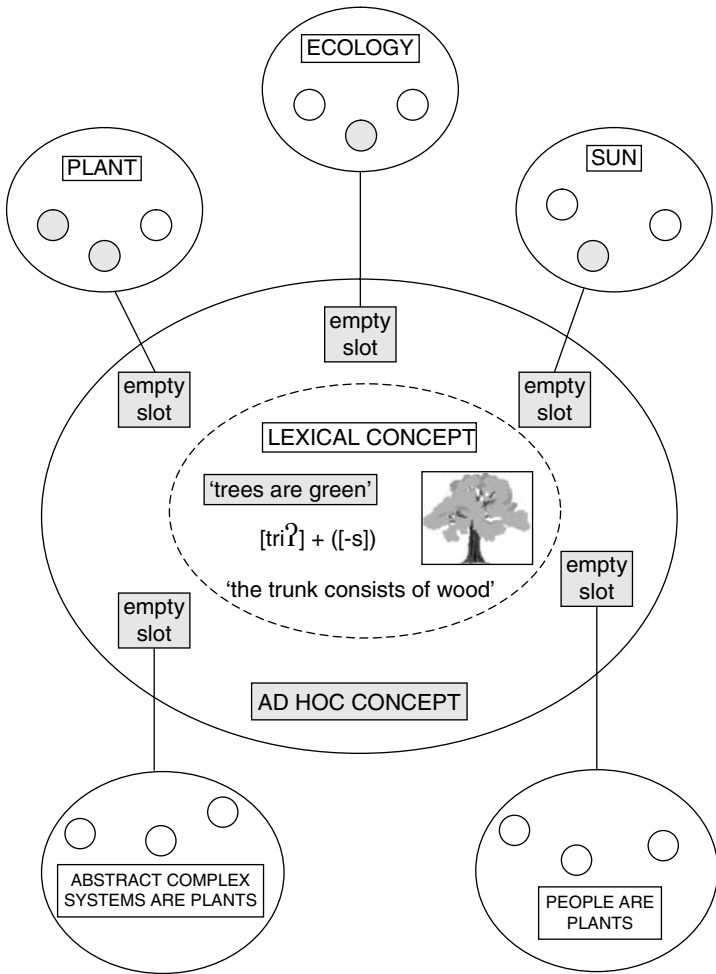 ECOLOGY
PLANT
SUN
empty
slot
empty
slot
empty
slot
LEXICAL CONCEPT
'trees are green'
[triʔ] + ([-s])
'the trunk consists of wood'
empty
slot
empty
slot
AD HOC CONCEPT
ABSTRACT COMPLEX
SYSTEMS ARE PLANTS
PEOPLE ARE
PLANTS